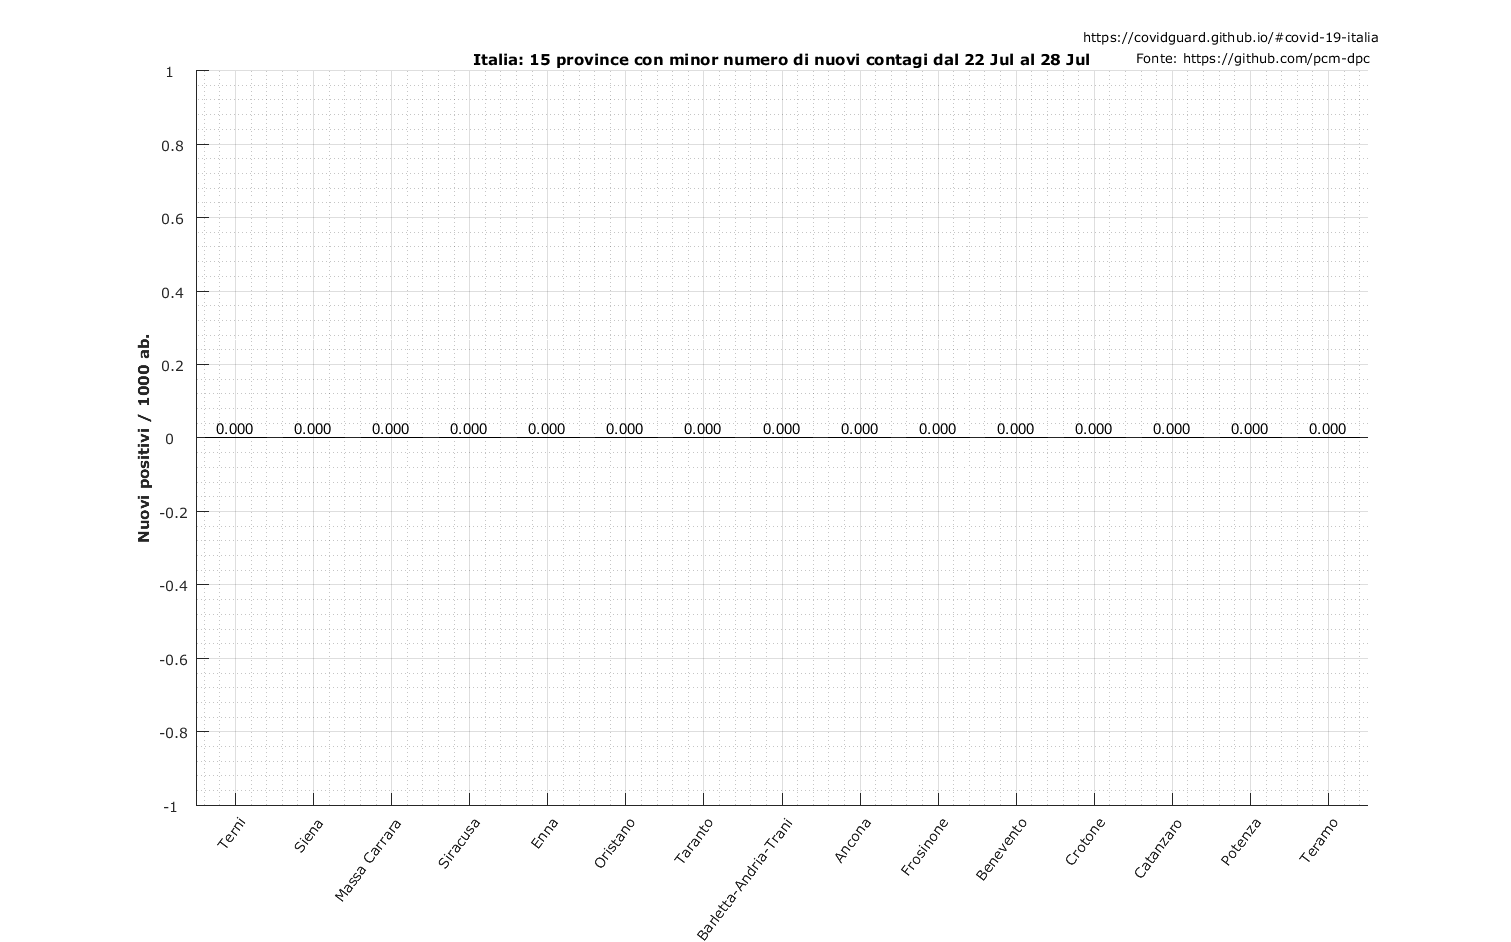 https://covidguard.github.io/#covid-19-italia
Italia: 15 province con minor numero di nuovi contagi dal 22 Jul al 28 Jul
Fonte: https://github.com/pcm-dpc
1
0.8
0.6
0.4
0.2
0
-0.2
-0.4
-0.6
-0.8
-1
Nuovi positivi / 1000 ab.
0.000 0.000 0.000 0.000 0.000 0.000 0.000 0.000 0.000 0.000 0.000 0.000 0.000 0.000 0.000
Terni
Siena
Massa Carrara
Siracusa
Enna
Oristano
Taranto
Barletta-Andria-Trani
Ancona
Frosinone
Benevento
Crotone
Catanzaro
Potenza
Teramo